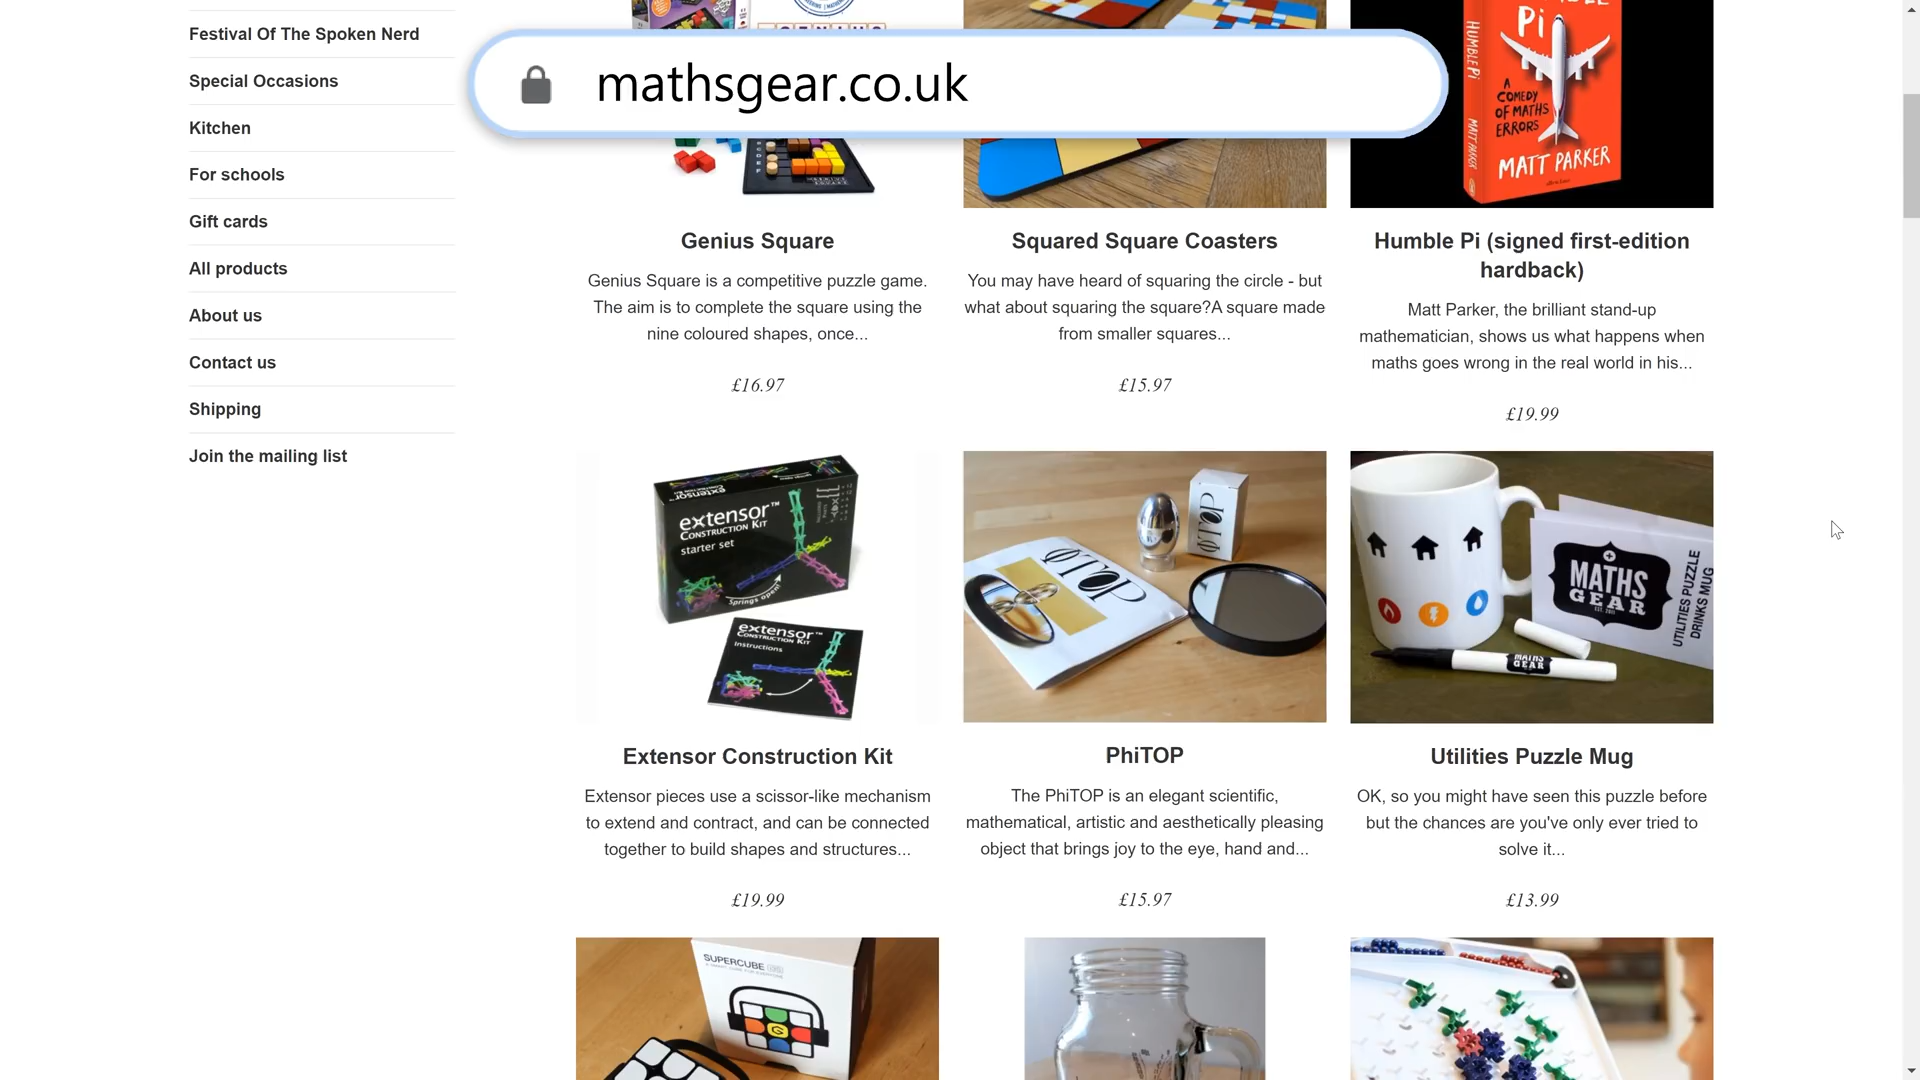 Festival Of The Spoken Nerd
Special Occasions
Kitchen
For schools
Gift cards
All products
About us
Contact us
Shipping
Join the mailing list
mathsgear.co.uk
Pi
HUMBLE PI
A
COMEDY
OF MATHS
ERRORS
MATT PARKER
MATT PARKER
Genius Square
Genius Square is a competitive puzzle game.
The aim is to complete the square using the
nine coloured shapes, once...
£16.97
Squared Square Coasters
You may have heard of squaring the circle - but
what about squaring the square?A square made
from smaller squares...
£15.97
Humble Pi (signed first-edition
hardback)
Matt Parker, the brilliant stand-up
mathematician, shows us what happens when
maths goes wrong in the real world in his...
£19.99
extensor™
CONSTRUCTION KIT
starter set
Springs open!
extensor™
CONSTRUCTION KIT
instructions
ΦTOP
ΦTOP
MATHS
GEAR
UTILITIES PUZZLE
DRINKS MUG
MATHS
GEAR
Extensor Construction Kit
Extensor pieces use a scissor-like mechanism
to extend and contract, and can be connected
together to build shapes and structures...
£19.99
PhiTOP
The PhiTOP is an elegant scientific,
mathematical, artistic and aesthetically pleasing
object that brings joy to the eye, hand and...
£15.97
Utilities Puzzle Mug
OK, so you might have seen this puzzle before
but the chances are you've only ever tried to
solve it...
£13.99
SUPERCUBE
G